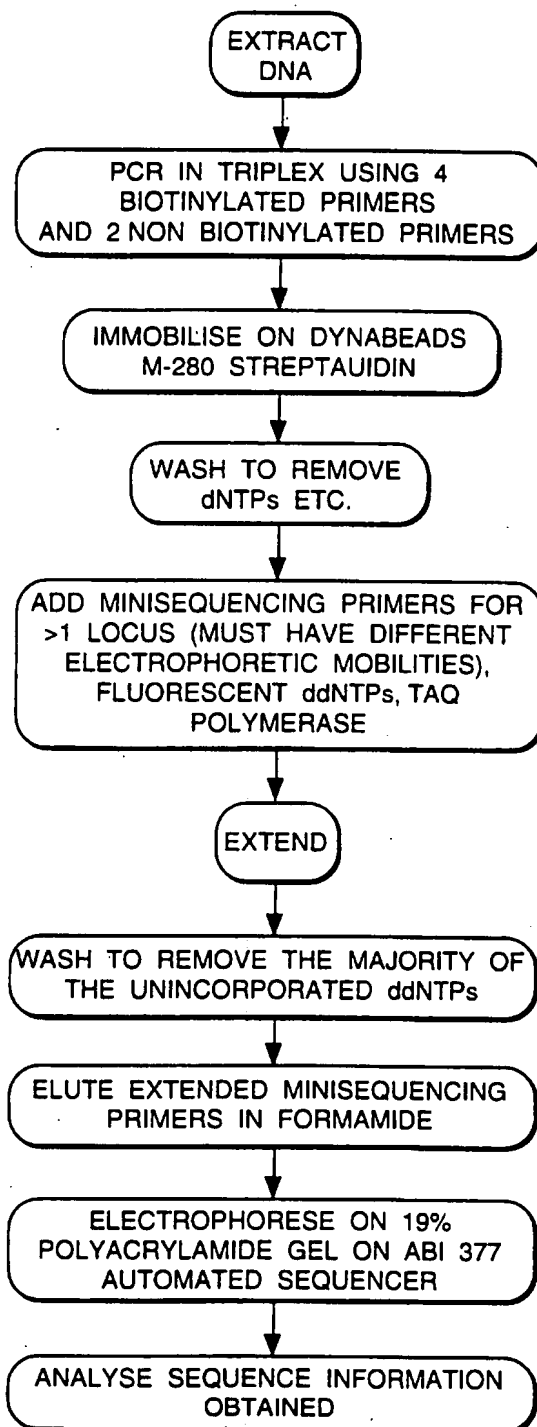 EXTRACT
DNA
PCR IN TRIPLEX USING 4
BIOTINYLATED PRIMERS
AND 2 NON BIOTINYLATED PRIMERS
IMMOBILISE ON DYNABEADS
M-280 STREPTAUIDIN
WASH TO REMOVE
dNTPs ETC.
ADD MINISEQUENCING PRIMERS FOR
>1 LOCUS (MUST HAVE DIFFERENT
ELECTROPHORETIC MOBILITIES),
FLUORESCENT ddNTPs, TAQ
POLYMERASE
EXTEND
WASH TO REMOVE THE MAJORITY OF
THE UNINCORPORATED ddNTPs
ELUTE EXTENDED MINISEQUENCING
PRIMERS IN FORMAMIDE
ELECTROPHORESE ON 19%
POLYACRYLAMIDE GEL ON ABI 377
AUTOMATED SEQUENCER
ANALYSE SEQUENCE INFORMATION
OBTAINED